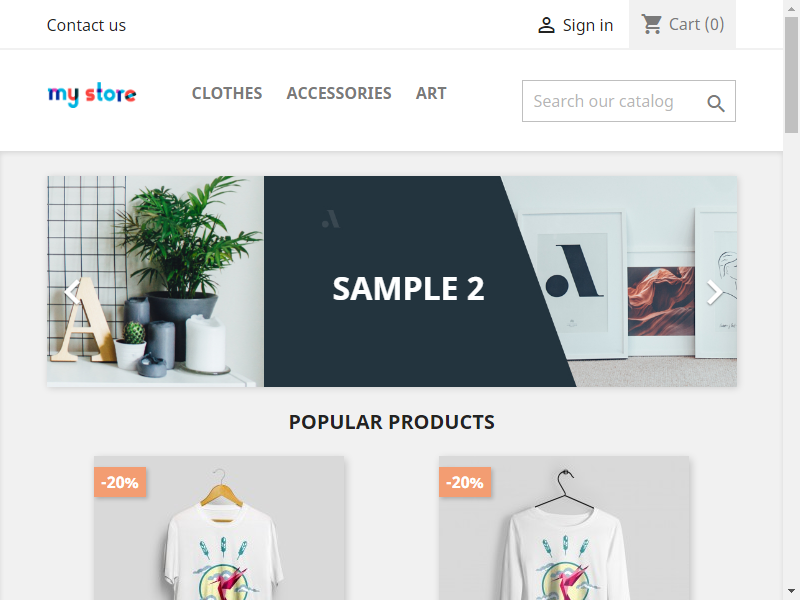 Contact us
Sign in
Cart (0)
my store
CLOTHES
ACCESSORIES
ART
Search our catalog
SAMPLE 2
POPULAR PRODUCTS
-20%
-20%